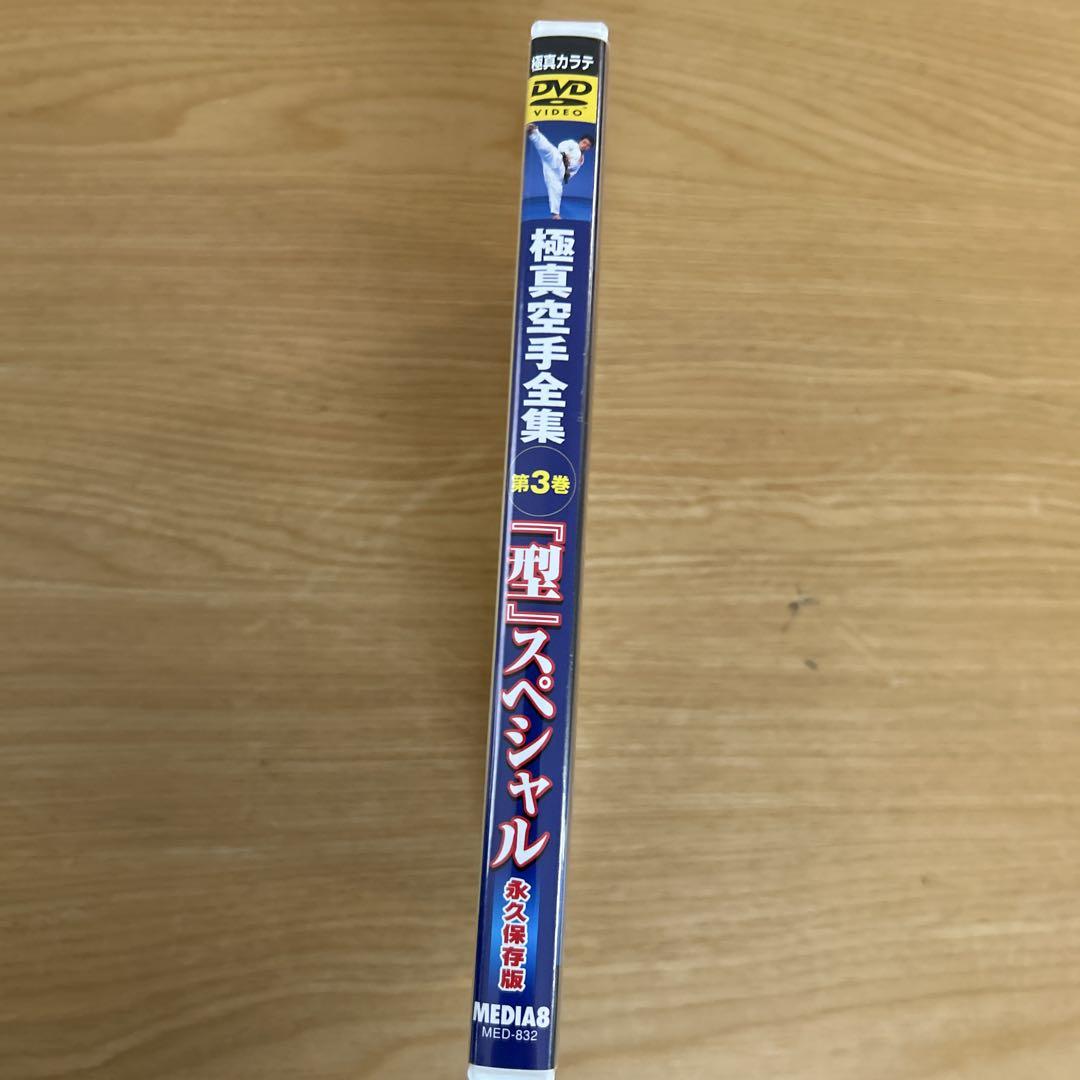 極真カラテ
DVD
VIDEO
極真空手全集
第3巻
『型』スペシャル
永久保存版
MEDIA8
MED-832